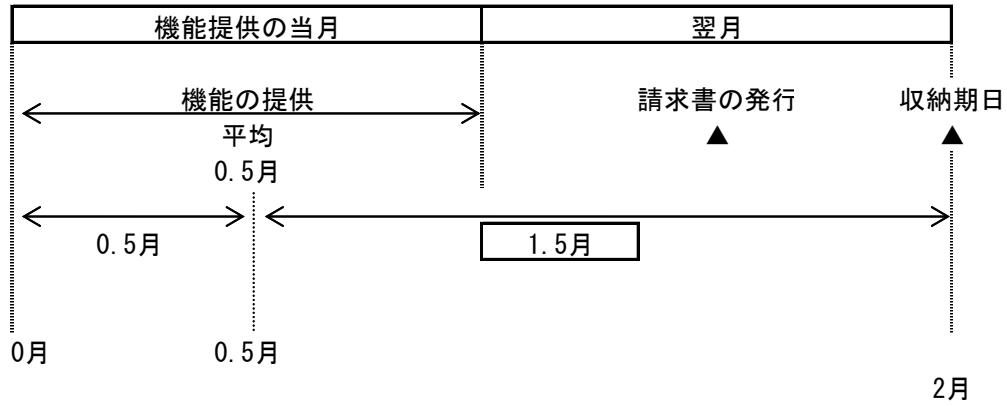 機能提供の当月 翌月
機能の提供 請求書の発行 収納期日
平均 ▲ ▲
0.5月
0.5月 1.5月
0月 0.5月
2月